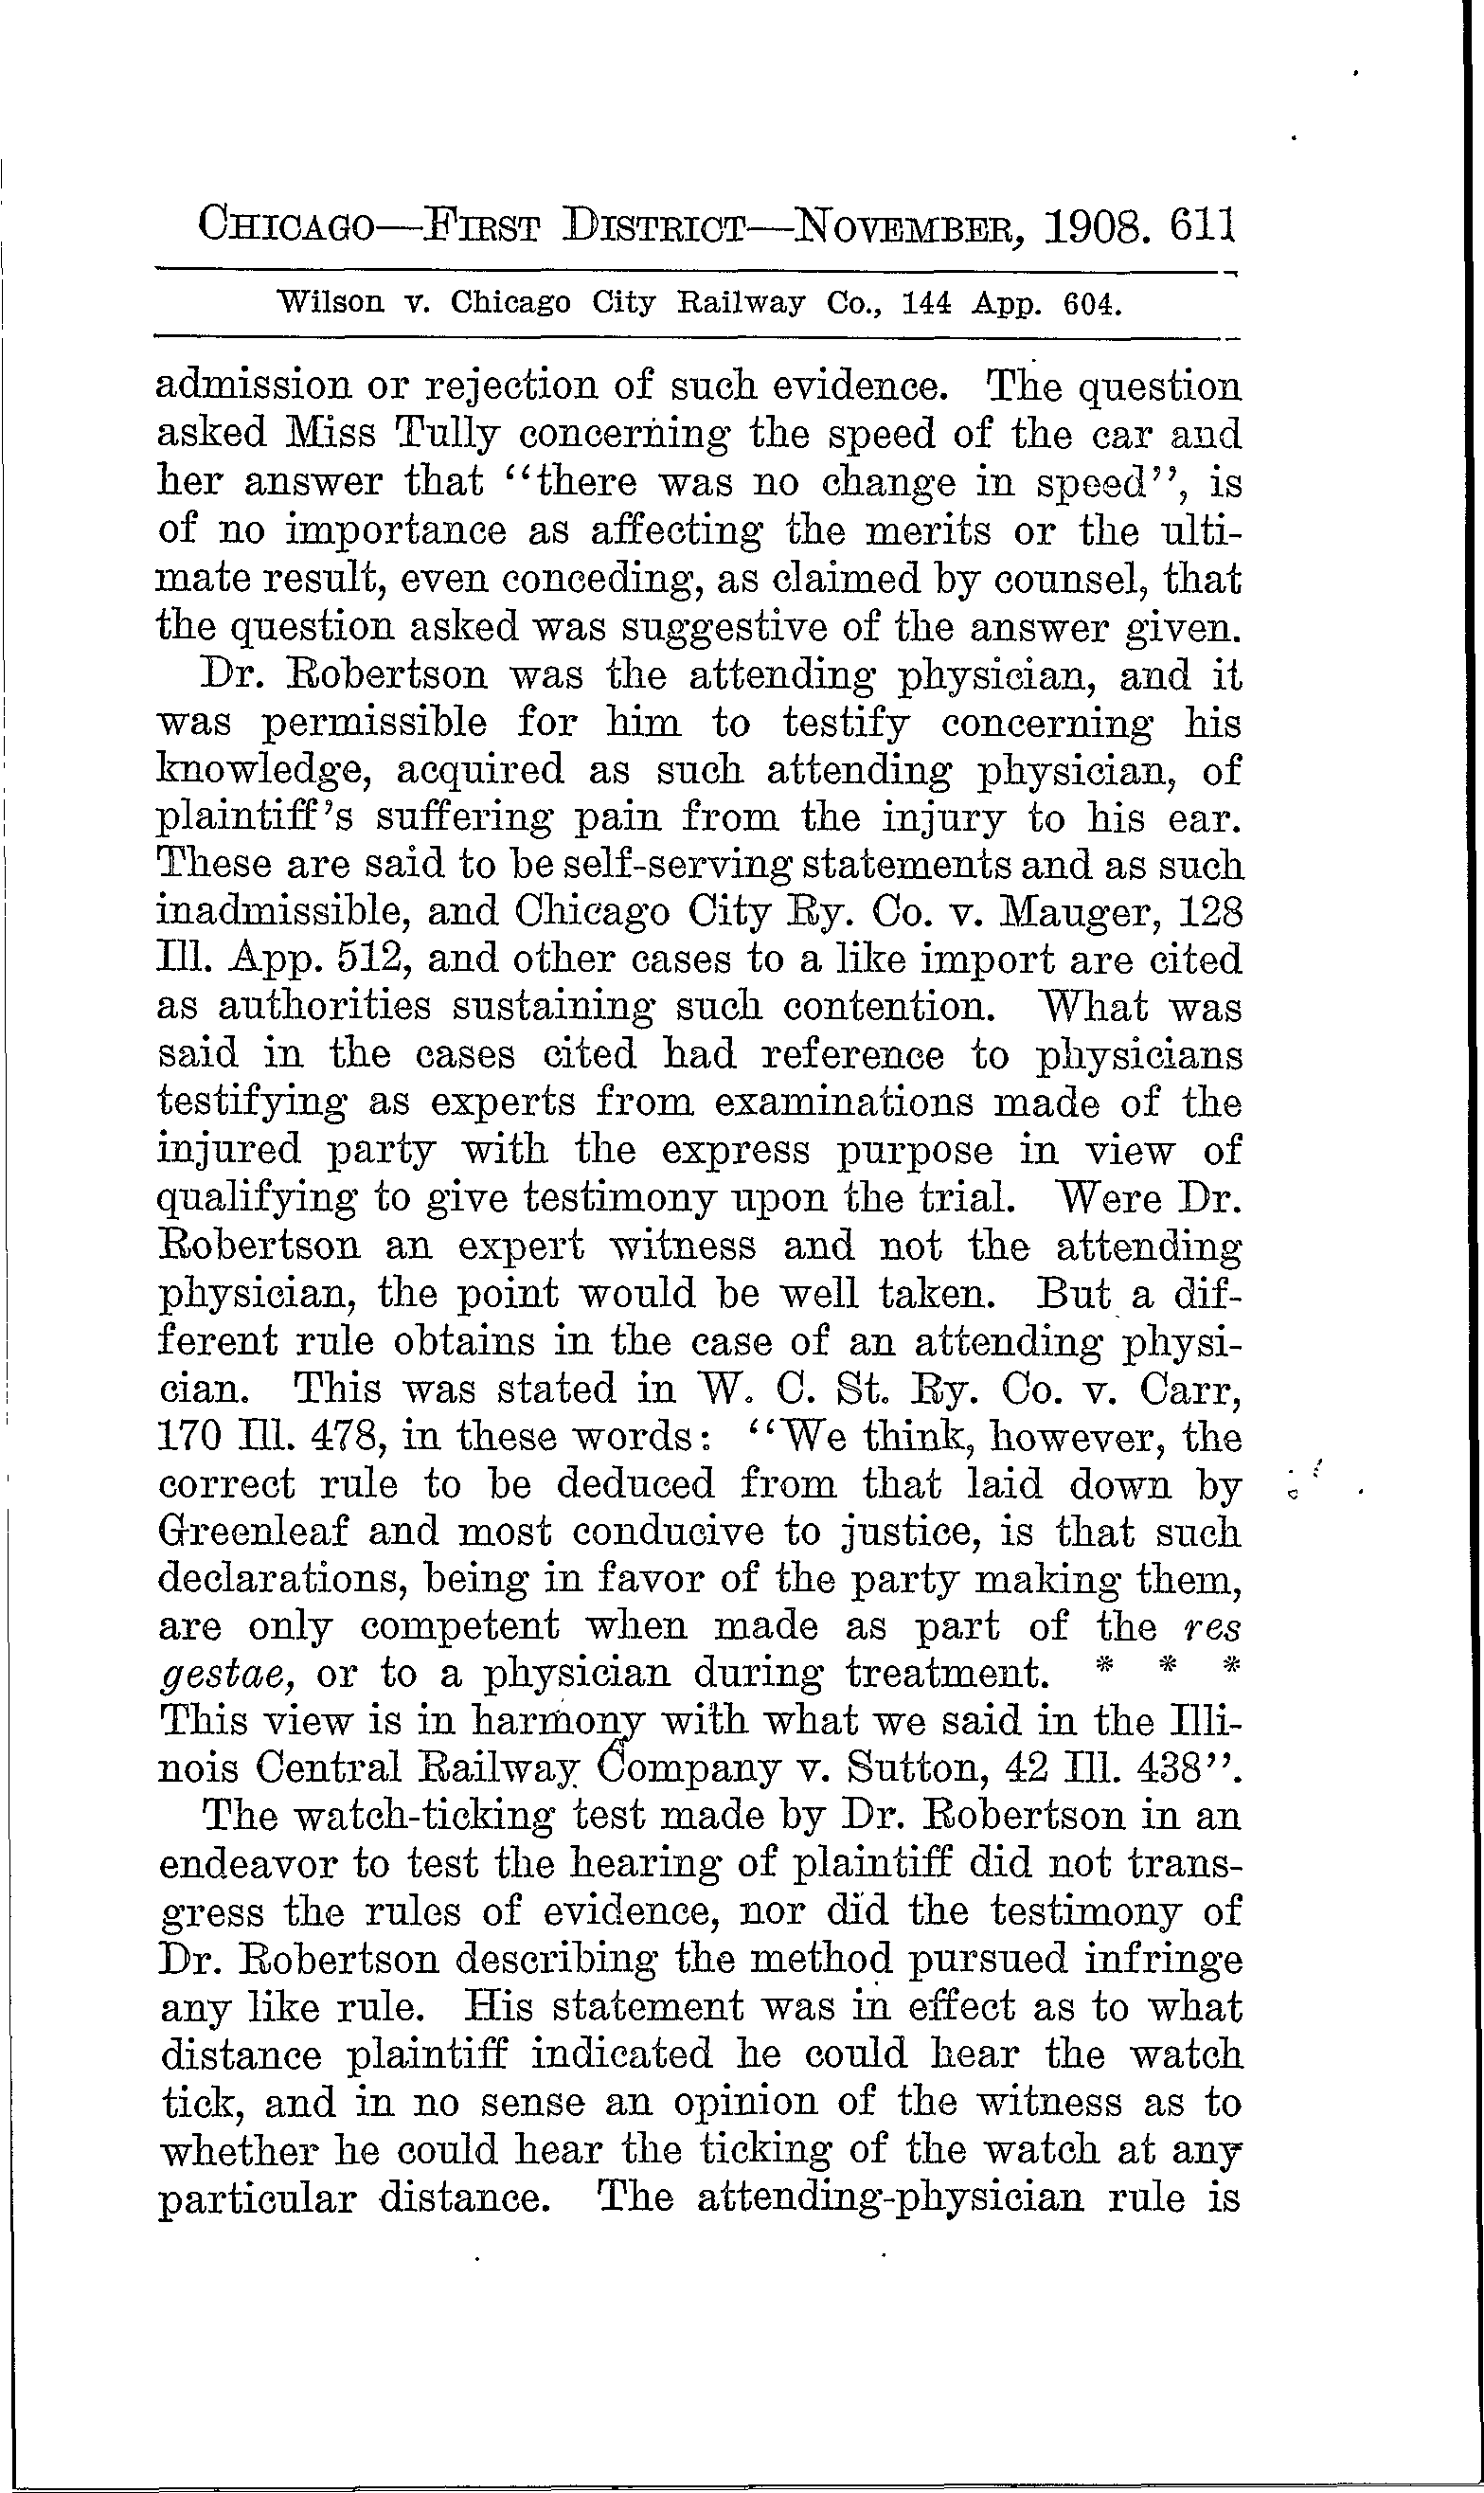 CHICAGO—FIRST DISTRICT—NOVEMBER, 1908. 611
Wilson v. Chicago City Railway Co., 144 App. 604.
admission or rejection of such evidence. The question
asked Miss Tully concerning the speed of the car and
her answer that "there was no change in speed", is
of no importance as affecting the merits or the ulti-
mate result, even conceding, as claimed by counsel, that
the question asked was suggestive of the answer given.
Dr. Robertson was the attending physician, and it
was permissible for him to testify concerning his
knowledge, acquired as such attending physician, of
plaintiff's suffering pain from the injury to his ear.
These are said to be self-serving statements and as such
inadmissible, and Chicago City Ry. Co. v. Mauger, 128
Ill. App. 512, and other cases to a like import are cited
as authorities sustaining such contention. What was
said in the cases cited had reference to physicians
testifying as experts from examinations made of the
injured party with the express purpose in view of
qualifying to give testimony upon the trial. Were Dr.
Robertson an expert witness and not the attending
physician, the point would be well taken. But a dif-
ferent rule obtains in the case of an attending physi-
cian. This was stated in W. C. St. Ry. Co. v. Carr,
170 Ill. 478, in these words: "We think, however, the
correct rule to be deduced from that laid down by
Greenleaf and most conducive to justice, is that such
declarations, being in favor of the party making them,
are only competent when made as part of the res
gestae, or to a physician during treatment. * * *
This view is in harmony with what we said in the Illi-
nois Central Railway Company v. Sutton, 42 Ill. 438".
The watch-ticking test made by Dr. Robertson in an
endeavor to test the hearing of plaintiff did not trans-
gress the rules of evidence, nor did the testimony of
Dr. Robertson describing the method pursued infringe
any like rule. His statement was in effect as to what
distance plaintiff indicated he could hear the watch
tick, and in no sense an opinion of the witness as to
whether he could hear the ticking of the watch at any
particular distance. The attending-physician rule is